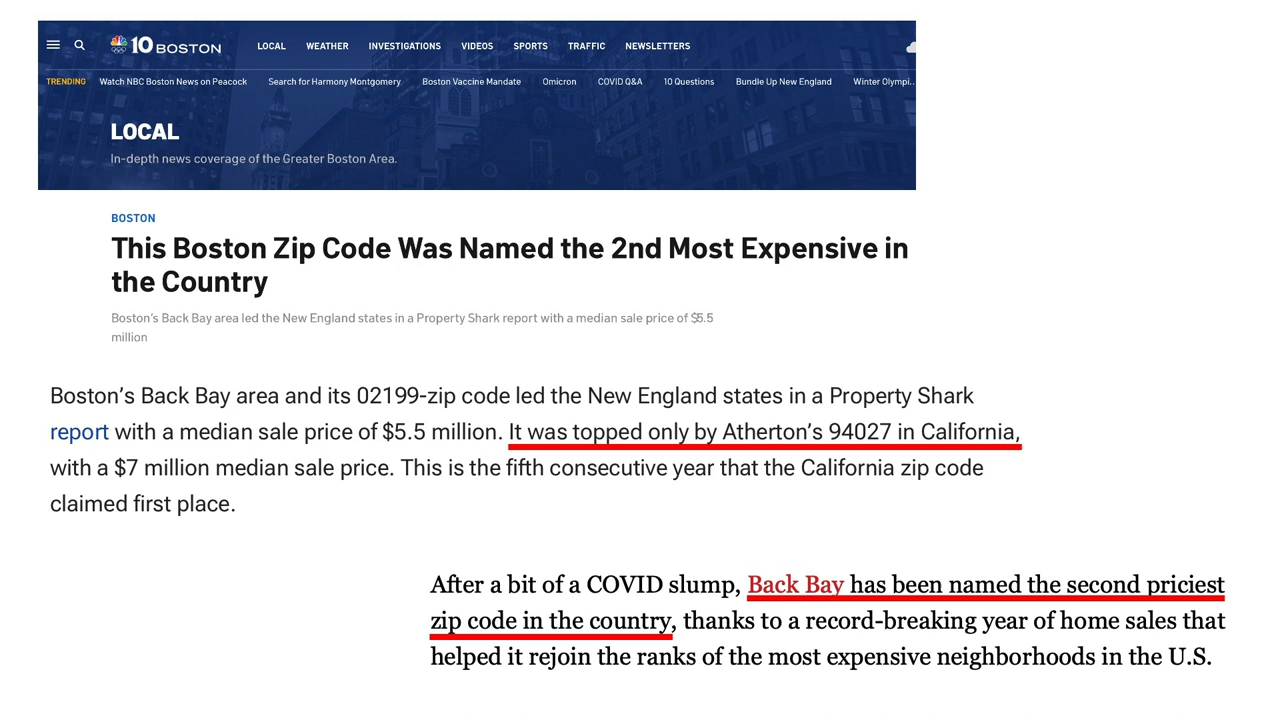 10 BOSTON LOCAL WEATHER INVESTIGATIONS VIDEOS SPORTS TRAFFIC NEWSLETTERS
TRENDING Watch NBC Boston News on Peacock Search for Harmony Montgomery Boston Vaccine Mandate Omicron COVID Q&A 10 Questions Bundle Up New England Winter Olympi...
LOCAL
In-depth news coverage of the Greater Boston Area.
BOSTON
This Boston Zip Code Was Named the 2nd Most Expensive in
the Country
Boston's Back Bay area led the New England states in a Property Shark report with a median sale price of $5.5
million
Boston's Back Bay area and its 02199-zip code led the New England states in a Property Shark
report with a median sale price of $5.5 million. It was topped only by Atherton's 94027 in California,
with a $7 million median sale price. This is the fifth consecutive year that the California zip code
claimed first place.
After a bit of a COVID slump, Back Bay has been named the second priciest
zip code in the country, thanks to a record-breaking year of home sales that
helped it rejoin the ranks of the most expensive neighborhoods in the U.S.